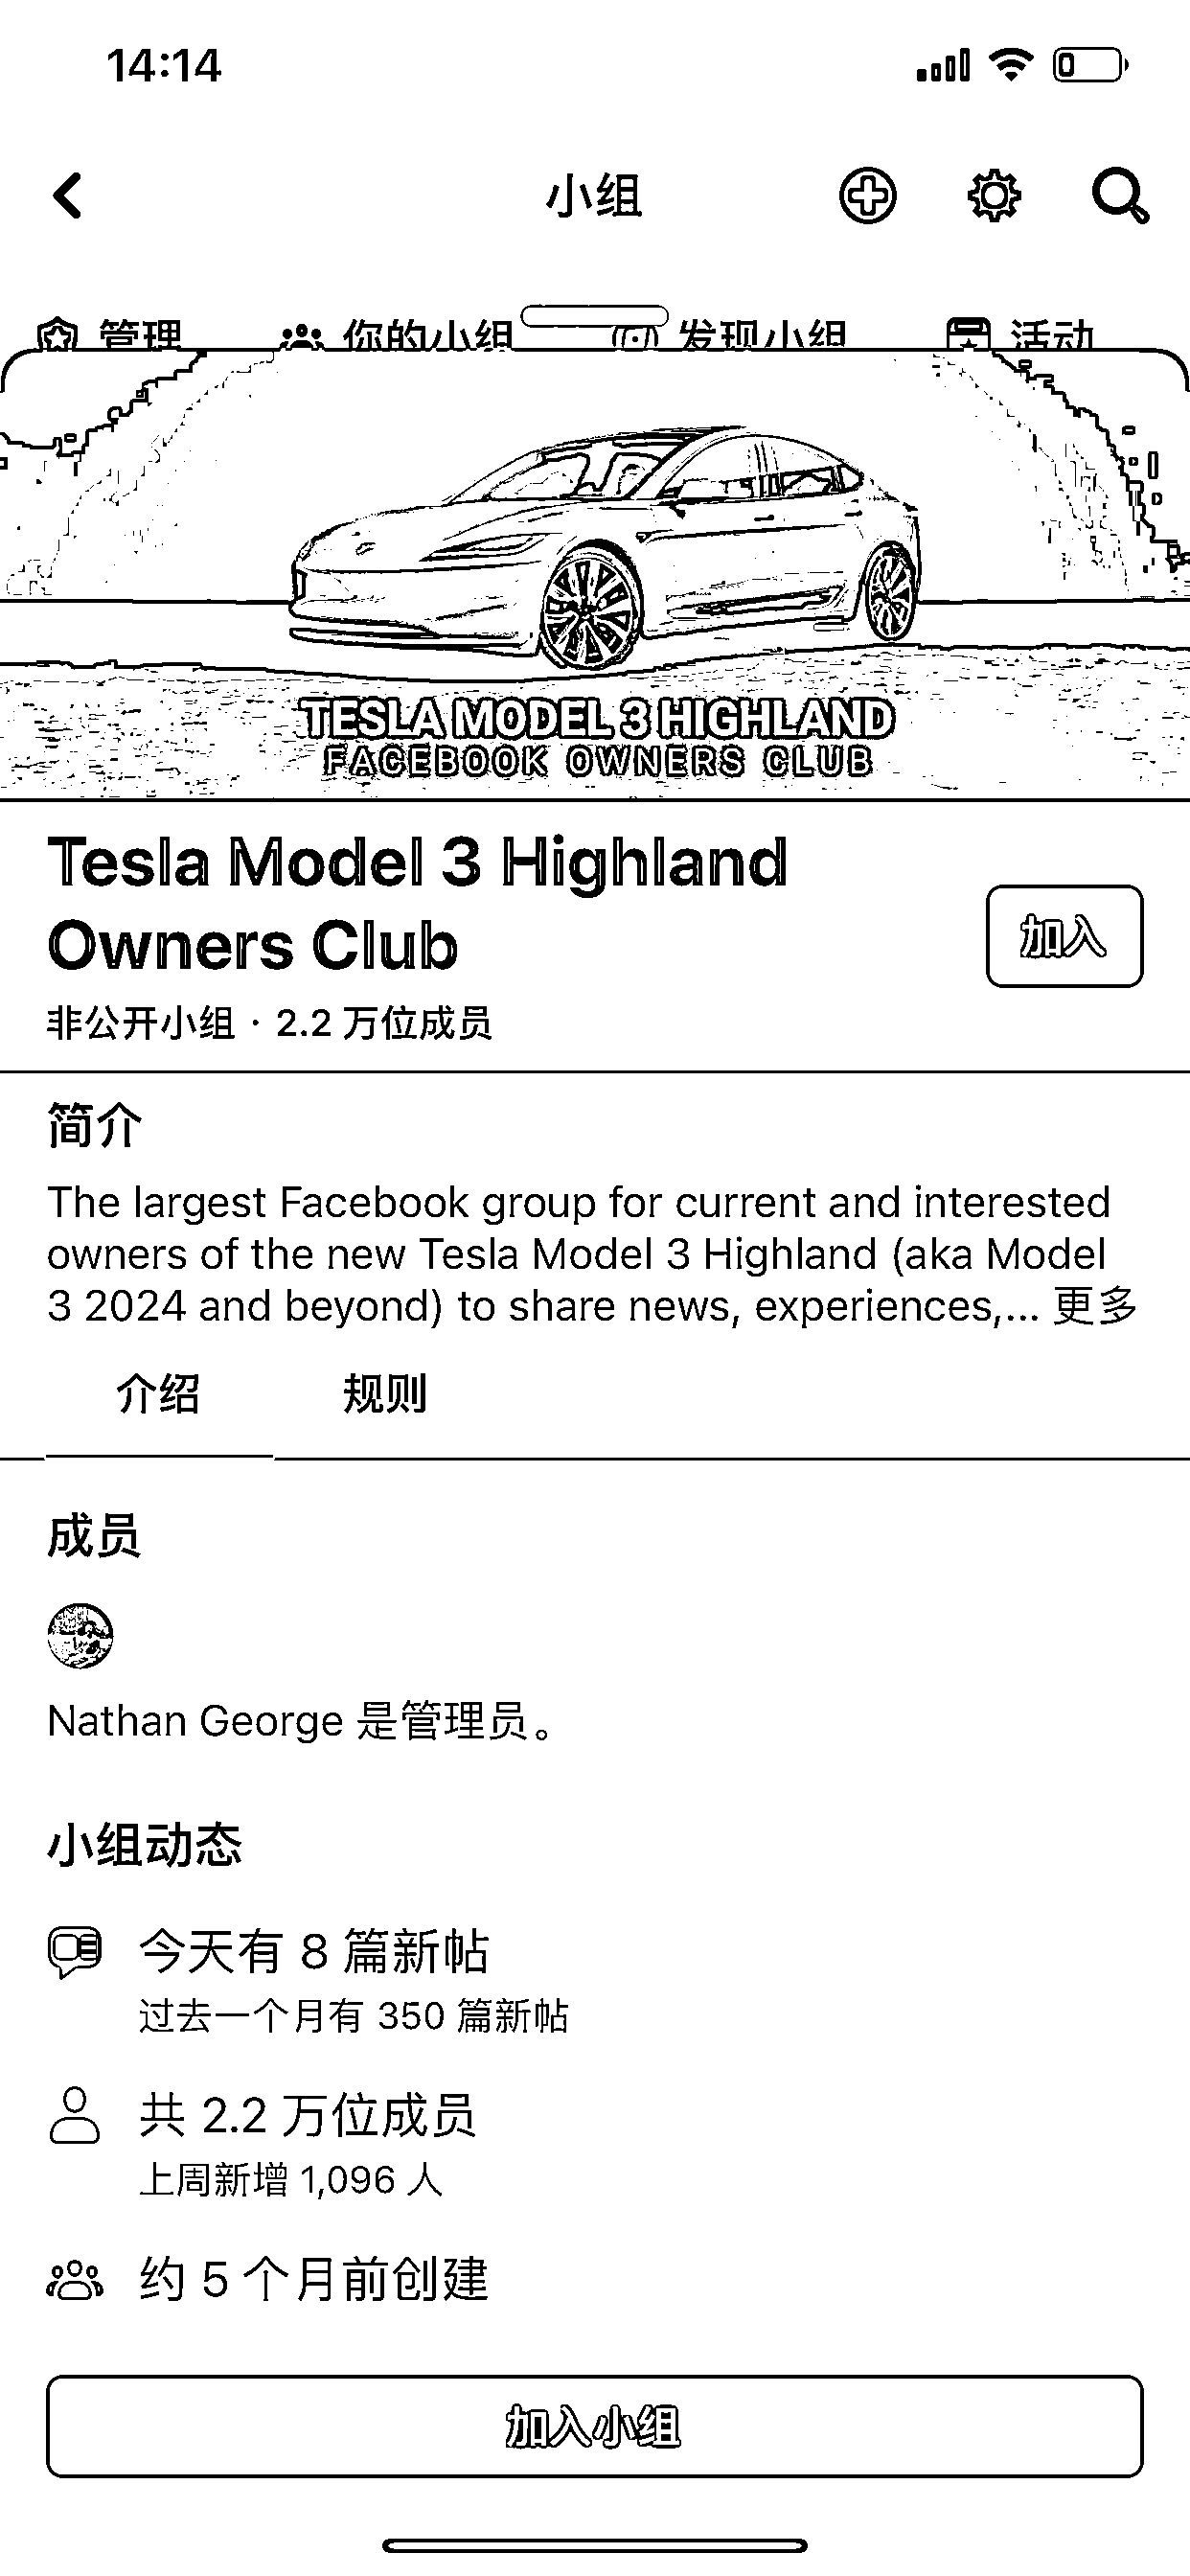 14:14
小组
管理 你的小组 发现小组 活动
TESLA MODEL 3 HIGHLAND
FACEBOOK OWNERS CLUB
Tesla Model 3 Highland
Owners Club
加入
非公开小组 · 2.2 万位成员
简介
The largest Facebook group for current and interested
owners of the new Tesla Model 3 Highland (aka Model
3 2024 and beyond) to share news, experiences,... 更多
介绍 规则
成员
Nathan George 是管理员。
小组动态
今天有 8 篇新帖
过去一个月有 350 篇新帖
共 2.2 万位成员
上周新增 1,096 人
约 5 个月前创建
加入小组